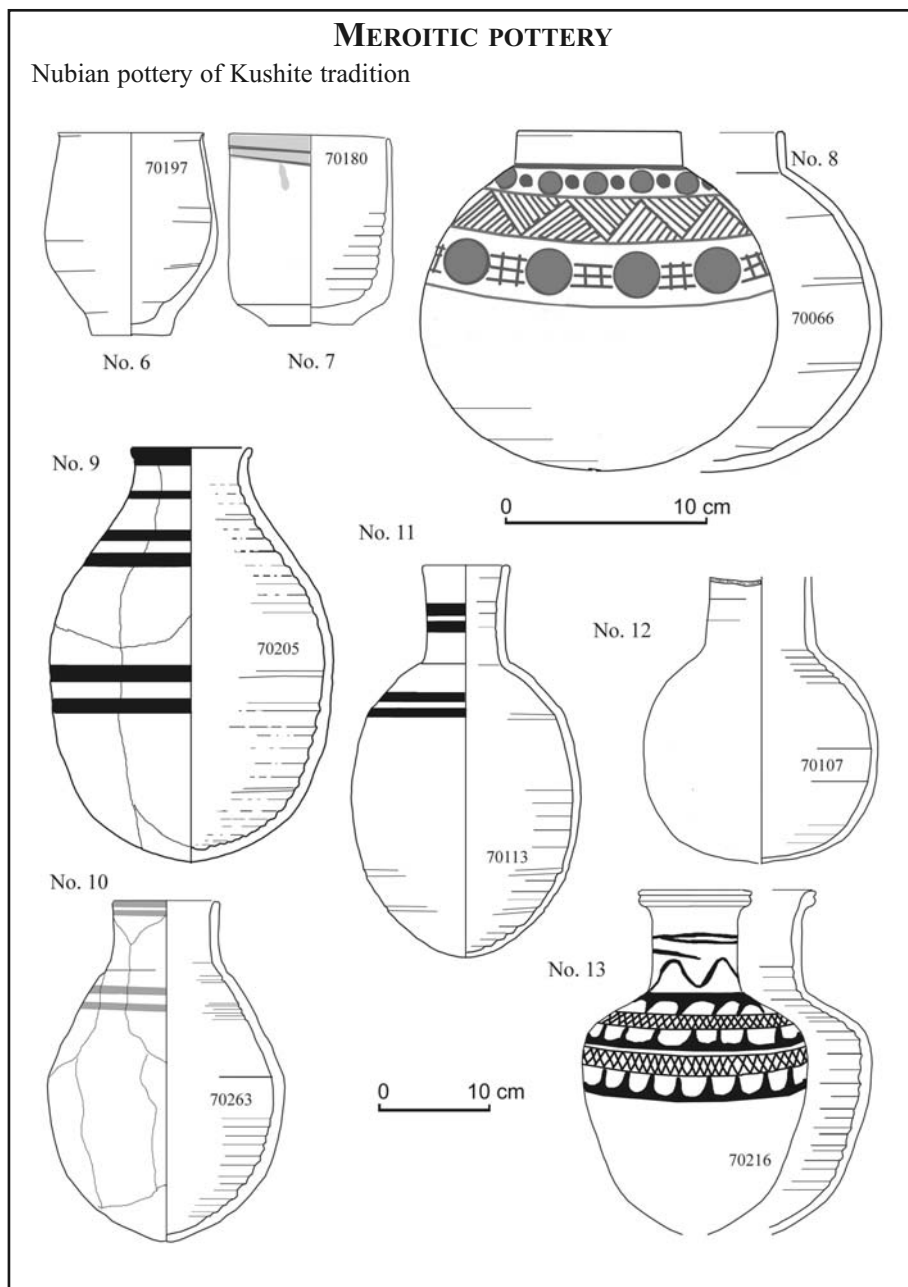 MEROITIC POTTERY
Nubian pottery of Kushite tradition
70197
70180
No. 8
No. 6
No. 7
70066
No. 9
0 10 cm
No. 11
No. 12
70205
70107
70113
No. 10
No. 13
70263
0 10 cm
70216